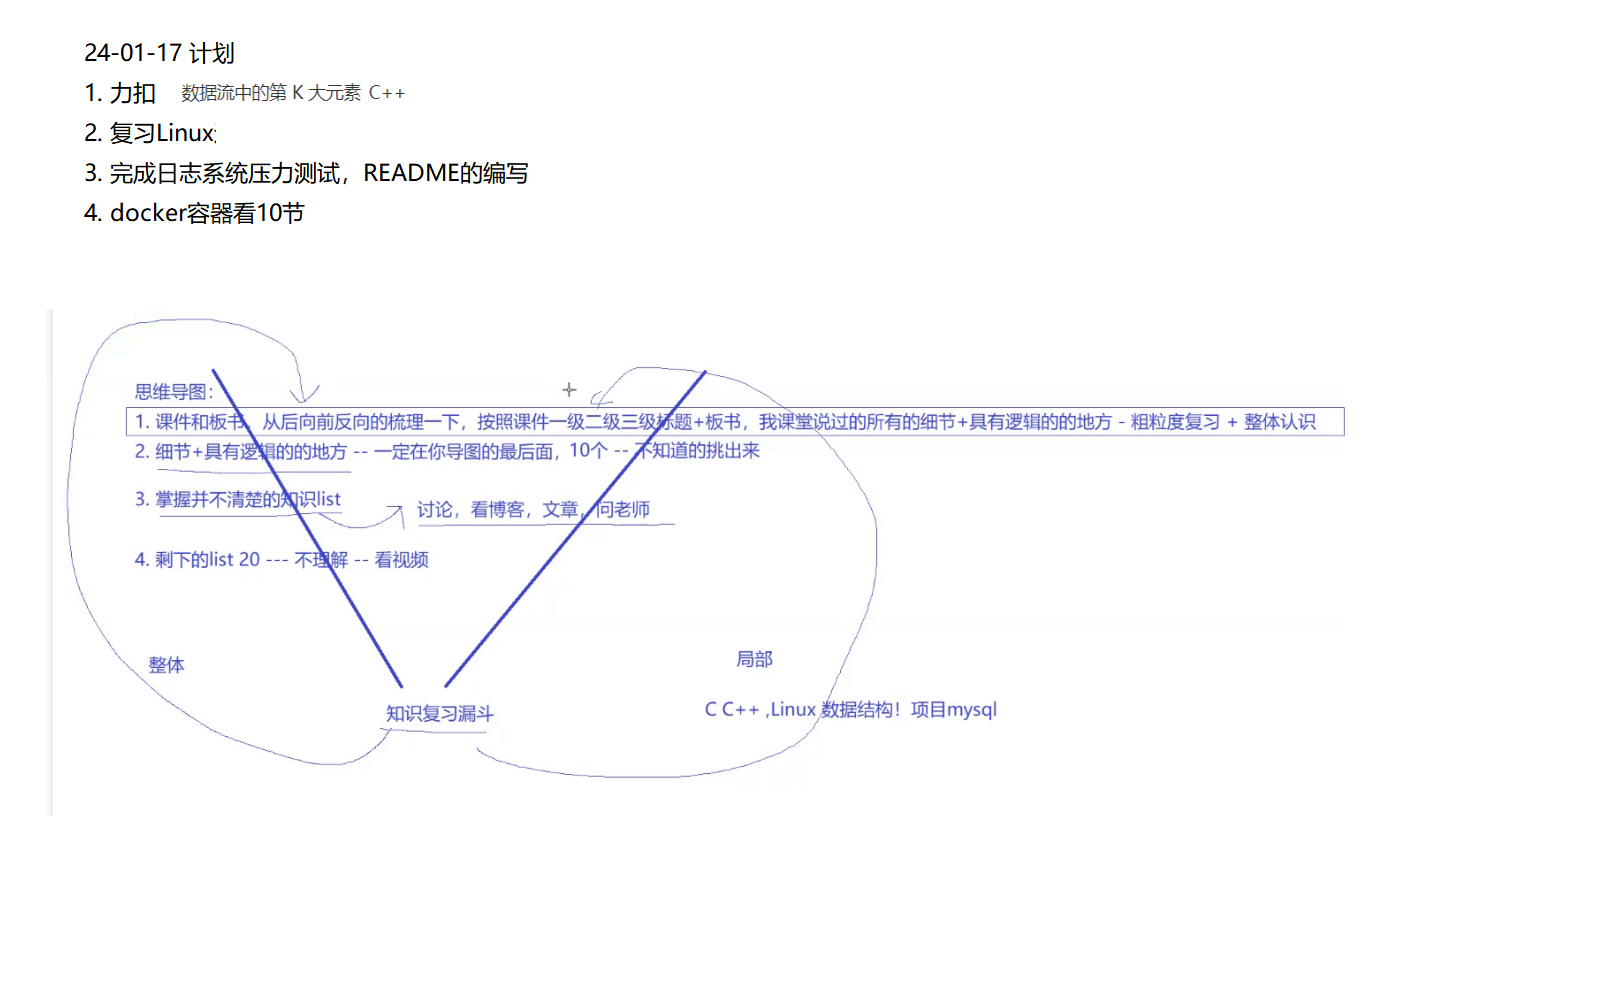 24-01-17 计划
1. 力扣 数据流中的第 K 大元素 C++
2. 复习Linux
3. 完成日志系统压力测试，README的编写
4. docker容器看10节
思维导图：
1. 课件和板书，从后向前反向的梳理一下，按照课件一级二级三级标题+板书，我课堂说过的所有的细节+具有逻辑的的地方 - 粗粒度复习 + 整体认识
2. 细节+具有逻辑的的地方 -- 一定在你导图的最后面，10个 -- 不知道的挑出来
3. 掌握并不清楚的知识list
讨论，看博客，文章，问老师
4. 剩下的list 20 --- 不理解 -- 看视频
整体
局部
知识复习漏斗
C C++ ,Linux 数据结构！项目mysql